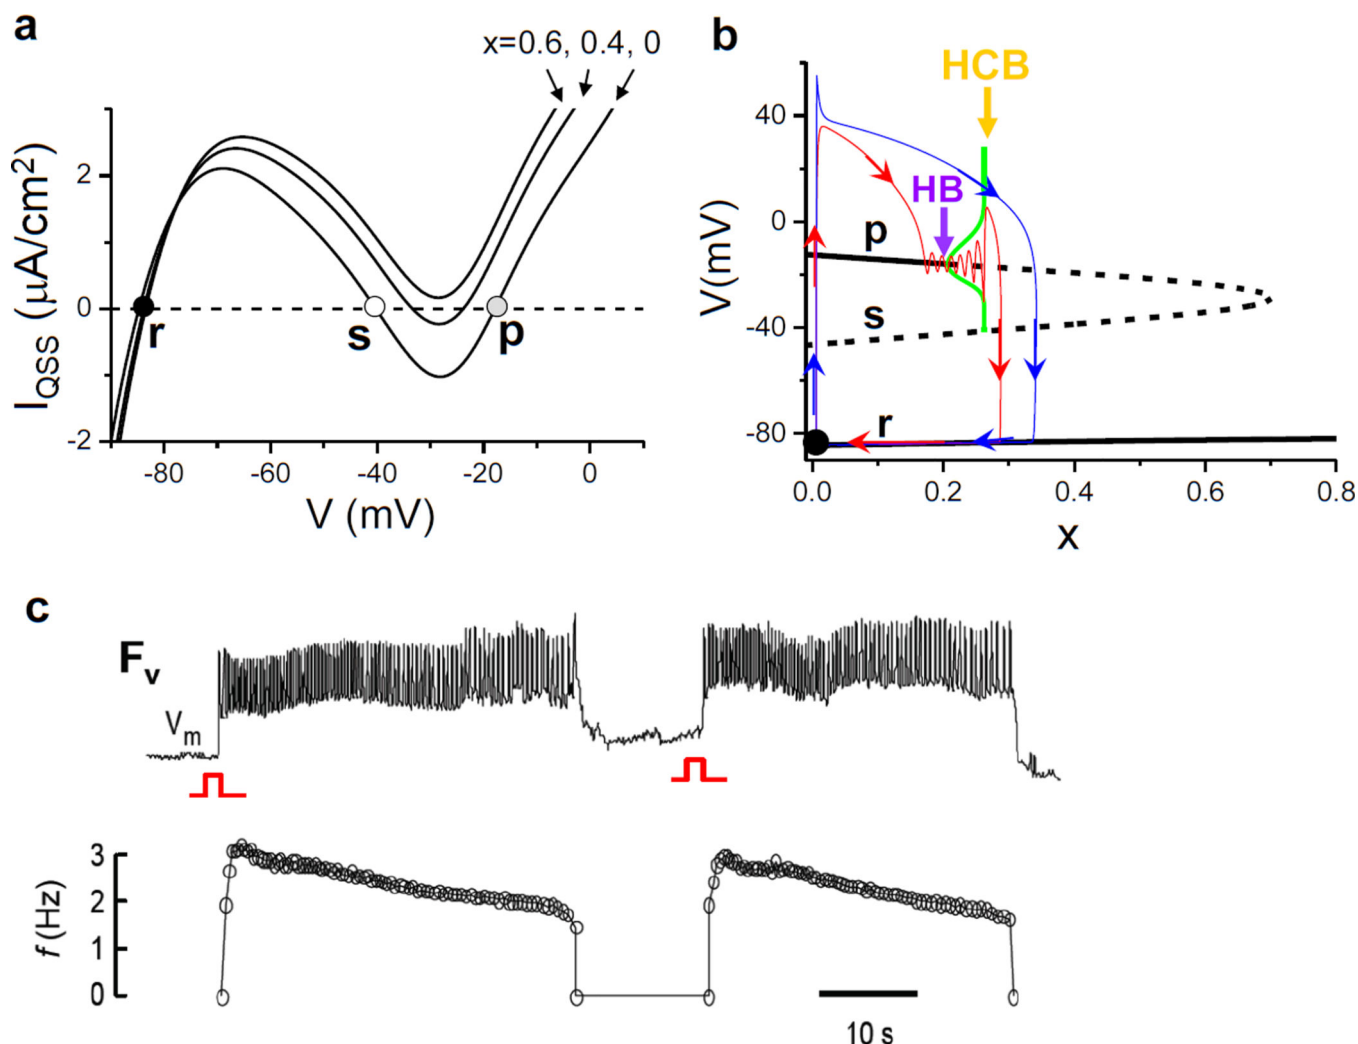 a
x=0.6, 0.4, 0
I_QSS (μA/cm²)
2
0
-2
r
s
p
-80
-60
-40
-20
0
V (mV)
b
HCB
HB
V(mV)
40
0
-40
-80
p
s
r
0.0
0.2
0.4
0.6
0.8
x
c
F_v
V_m
f (Hz)
3
2
1
0
10 s